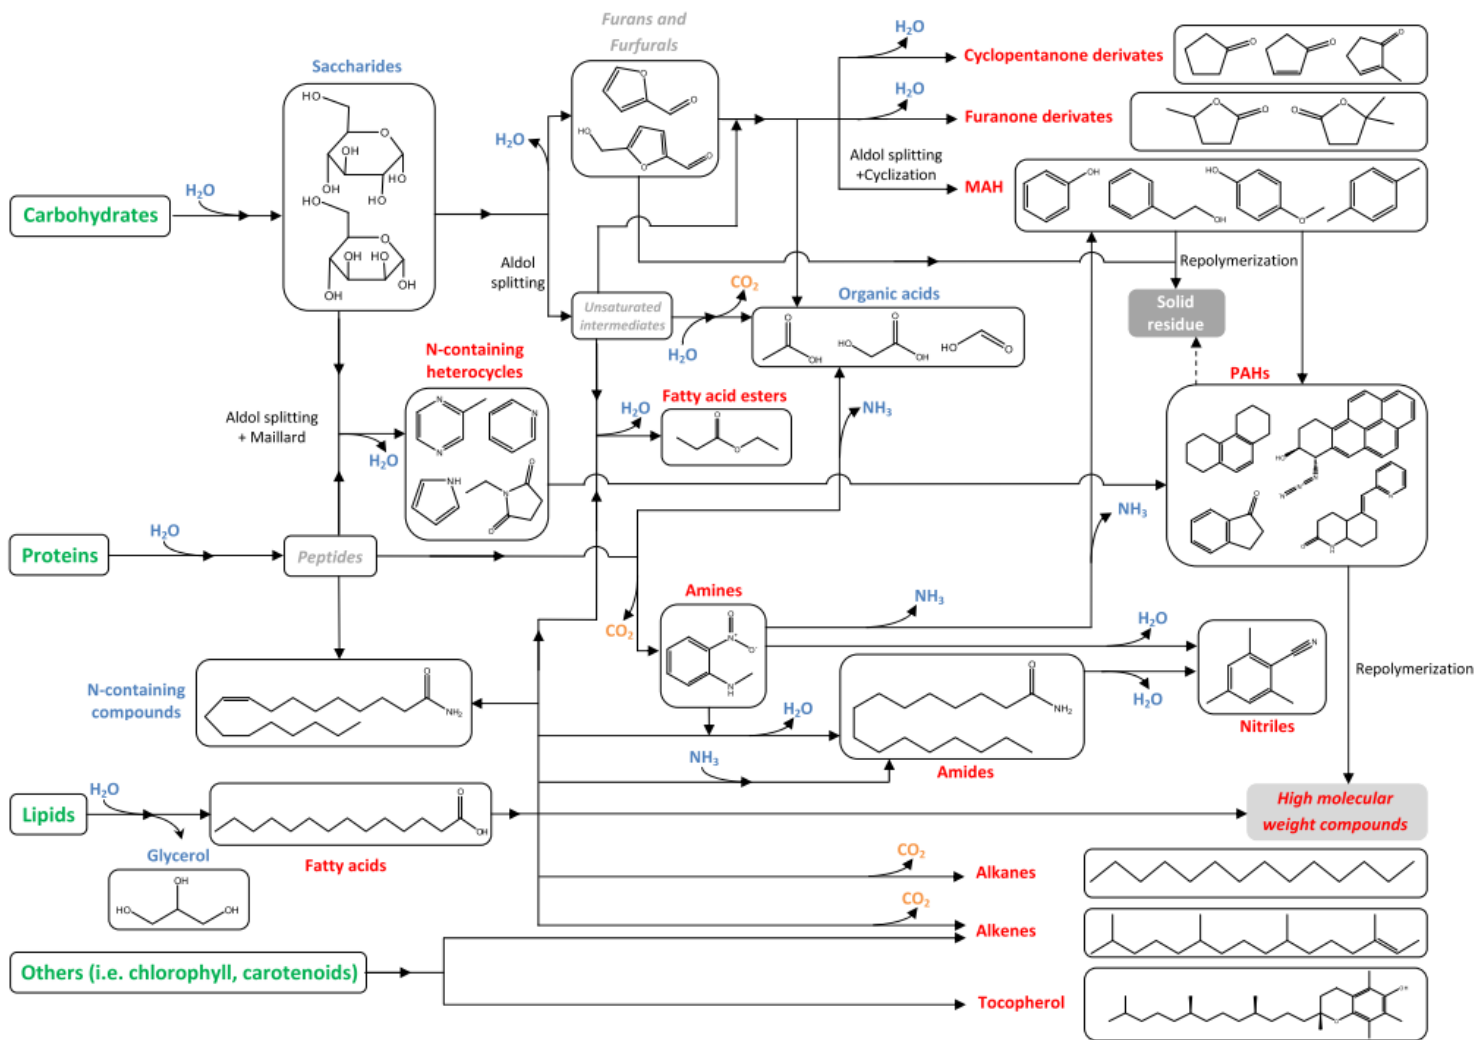 Furans and
Furfurals
H₂O
Cyclopentanone derivates
H₂O
Furanone derivates
Aldol splitting
+Cyclization
MAH
Saccharides
H₂O
Carbohydrates
H₂O
Aldol
splitting
Unsaturated
intermediates
CO₂
H₂O
Organic acids
Repolymerization
Solid
residue
PAHs
N-containing
heterocycles
Aldol splitting
+ Maillard
H₂O
Fatty acid esters
H₂O
NH₃
NH₃
Proteins
H₂O
Peptides
CO₂
Amines
NH₃
H₂O
H₂O
Nitriles
Repolymerization
N-containing
compounds
H₂O
NH₃
Amides
Lipids
H₂O
Glycerol
Fatty acids
High molecular
weight compounds
CO₂
Alkanes
CO₂
Alkenes
Others (i.e. chlorophyll, carotenoids)
Tocopherol